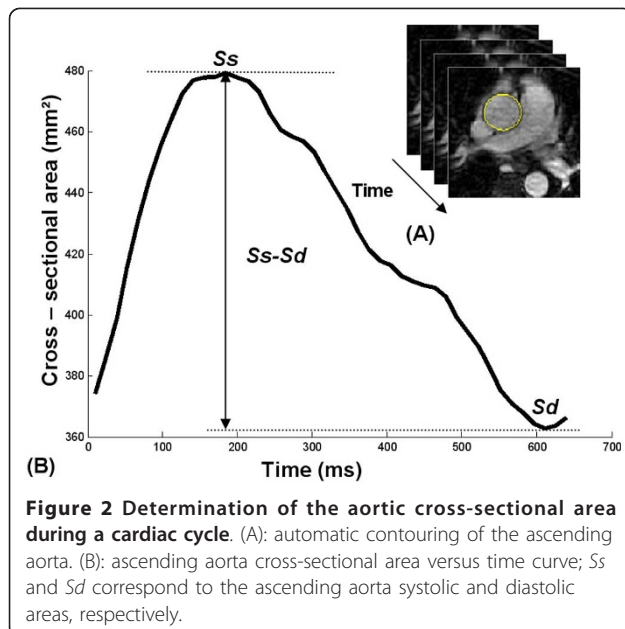 Ss
480
460
440
420
400
380
360
Cross – sectional area (mm²)
Time
(A)
Ss-Sd
Sd
0 100 200 300 400 500 600 700
(B)
Time (ms)
Figure 2 Determination of the aortic cross-sectional area
during a cardiac cycle. (A): automatic contouring of the ascending
aorta. (B): ascending aorta cross-sectional area versus time curve; Ss
and Sd correspond to the ascending aorta systolic and diastolic
areas, respectively.